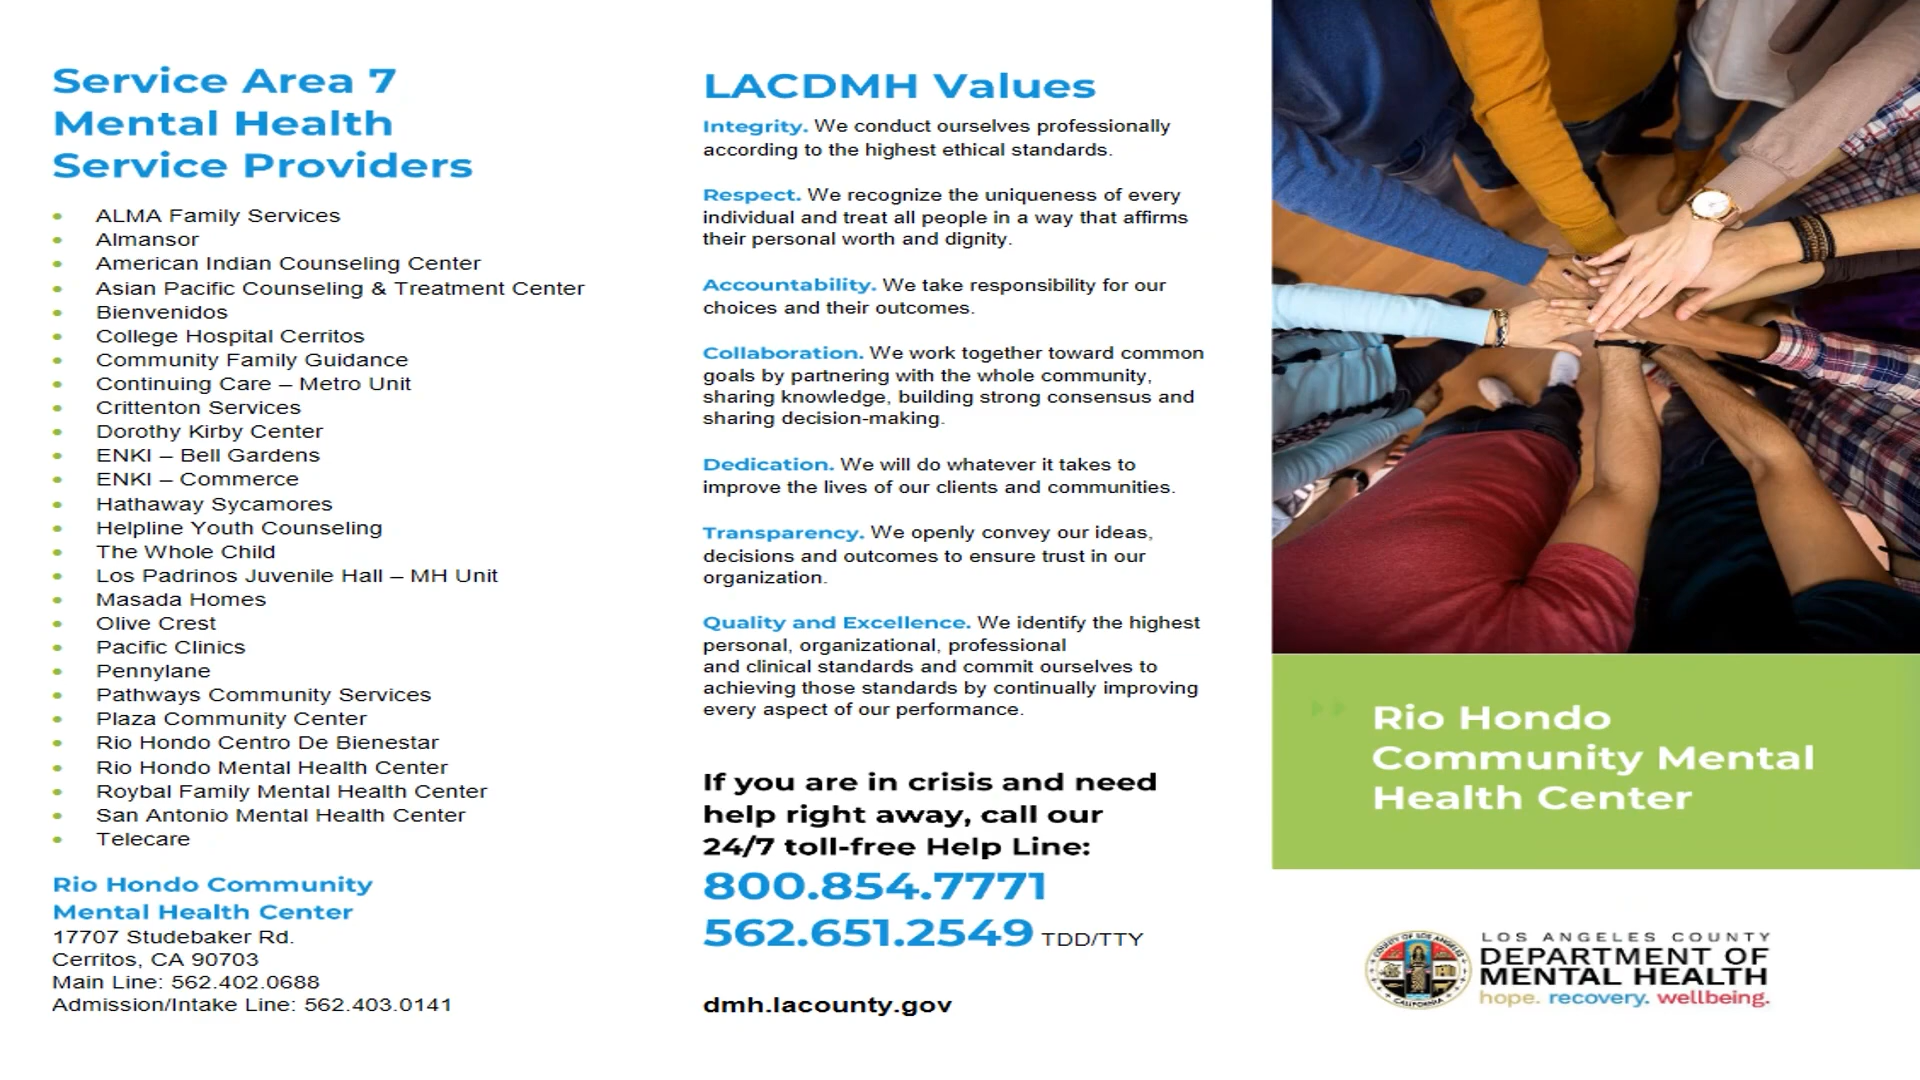 Service Area 7
Mental Health
Service Providers
• ALMA Family Services
• Almansor
• American Indian Counseling Center
• Asian Pacific Counseling & Treatment Center
• Bienvenidos
• College Hospital Cerritos
• Community Family Guidance
• Continuing Care – Metro Unit
• Crittenton Services
• Dorothy Kirby Center
• ENKI – Bell Gardens
• ENKI – Commerce
• Hathaway Sycamores
• Helpline Youth Counseling
• The Whole Child
• Los Padrinos Juvenile Hall – MH Unit
• Masada Homes
• Olive Crest
• Pacific Clinics
• Pennylane
• Pathways Community Services
• Plaza Community Center
• Rio Hondo Centro De Bienestar
• Rio Hondo Mental Health Center
• Roybal Family Mental Health Center
• San Antonio Mental Health Center
• Telecare
Rio Hondo Community
Mental Health Center
17707 Studebaker Rd.
Cerritos, CA 90703
Main Line: 562.402.0688
Admission/Intake Line: 562.403.0141
LACDMH Values
Integrity. We conduct ourselves professionally
according to the highest ethical standards.
Respect. We recognize the uniqueness of every
individual and treat all people in a way that affirms
their personal worth and dignity.
Accountability. We take responsibility for our
choices and their outcomes.
Collaboration. We work together toward common
goals by partnering with the whole community,
sharing knowledge, building strong consensus and
sharing decision-making.
Dedication. We will do whatever it takes to
improve the lives of our clients and communities.
Transparency. We openly convey our ideas,
decisions and outcomes to ensure trust in our
organization.
Quality and Excellence. We identify the highest
personal, organizational, professional
and clinical standards and commit ourselves to
achieving those standards by continually improving
every aspect of our performance.
If you are in crisis and need
help right away, call our
24/7 toll-free Help Line:
800.854.7771
562.651.2549 TDD/TTY
dmh.lacounty.gov
Rio Hondo
Community Mental
Health Center
COUNTY OF LOS ANGELES
CALIFORNIA
LOS ANGELES COUNTY
DEPARTMENT OF
MENTAL HEALTH
hope. recovery. wellbeing.